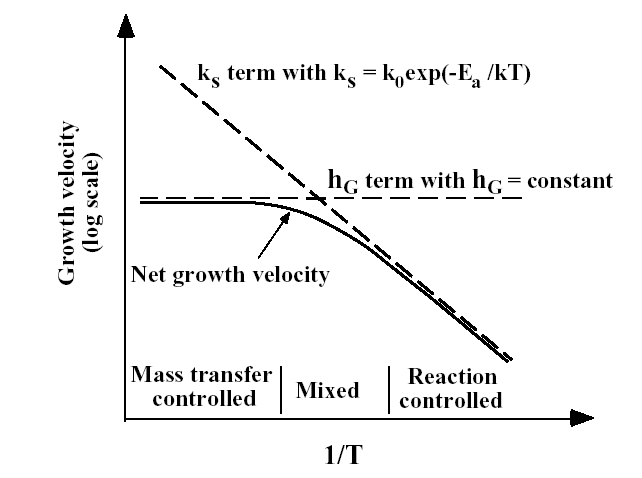 kₛ term with kₛ = k₀exp(-Eₐ /kT)
hG term with hG = constant
Growth velocity
(log scale)
Net growth velocity
Mass transfer
controlled
Mixed
Reaction
controlled
1/T